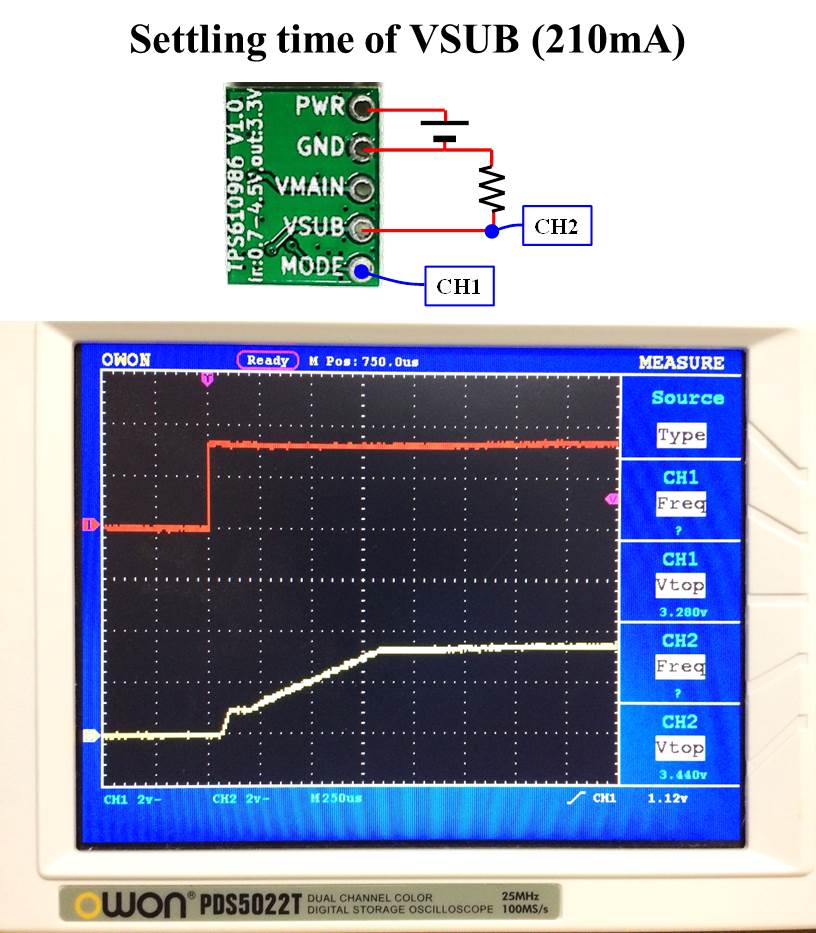 Settling time of VSUB (210mA)
TPS610986 V1.0
in:0.7-4.5V,out:3.3V
PWR
GND
VMAIN
VSUB
MODE
CH2
CH1
OWON
Ready
M Pos:750.0us
MEASURE
T
Source
Type
CH1
Freq
?
CH1
Vtop
3.280v
CH2
Freq
?
CH2
Vtop
3.440v
1
2
CH1 2v~
CH2 2v~
M250us
CH1
1.12v
OWON® PDS5022T
DUAL CHANNEL COLOR
DIGITAL STORAGE OSCILLOSCOPE
25MHz
100MS/s